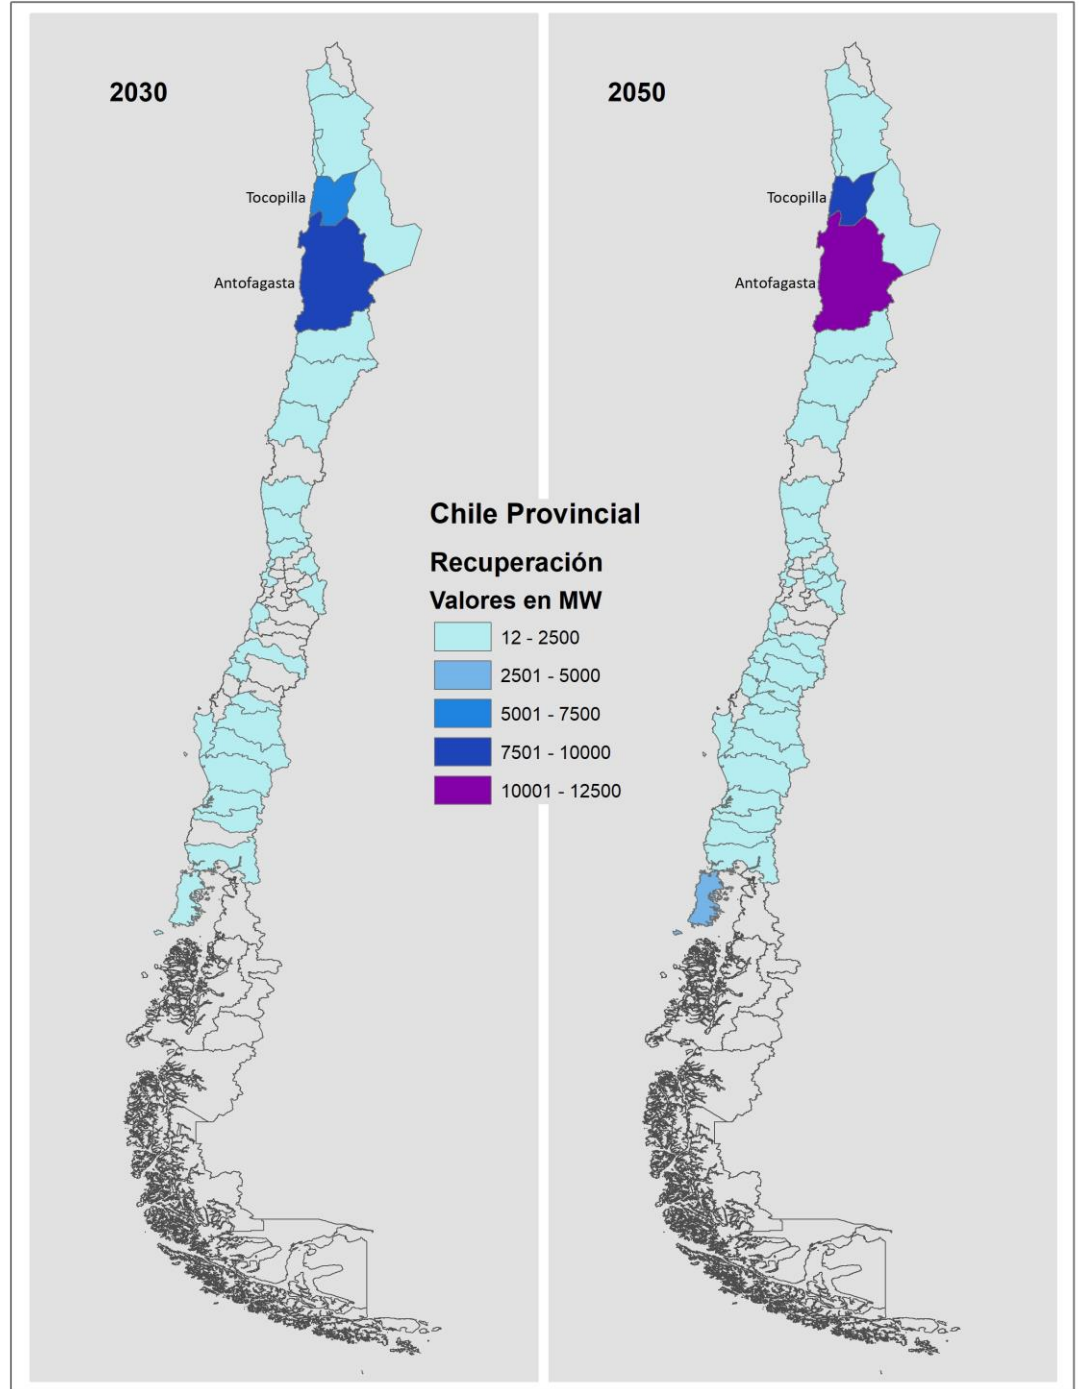 2030
2050
Tocopilla
Tocopilla
Antofagasta
Antofagasta
Chile Provincial
Recuperación
Valores en MW
12 - 2500
2501 - 5000
5001 - 7500
7501 - 10000
10001 - 12500